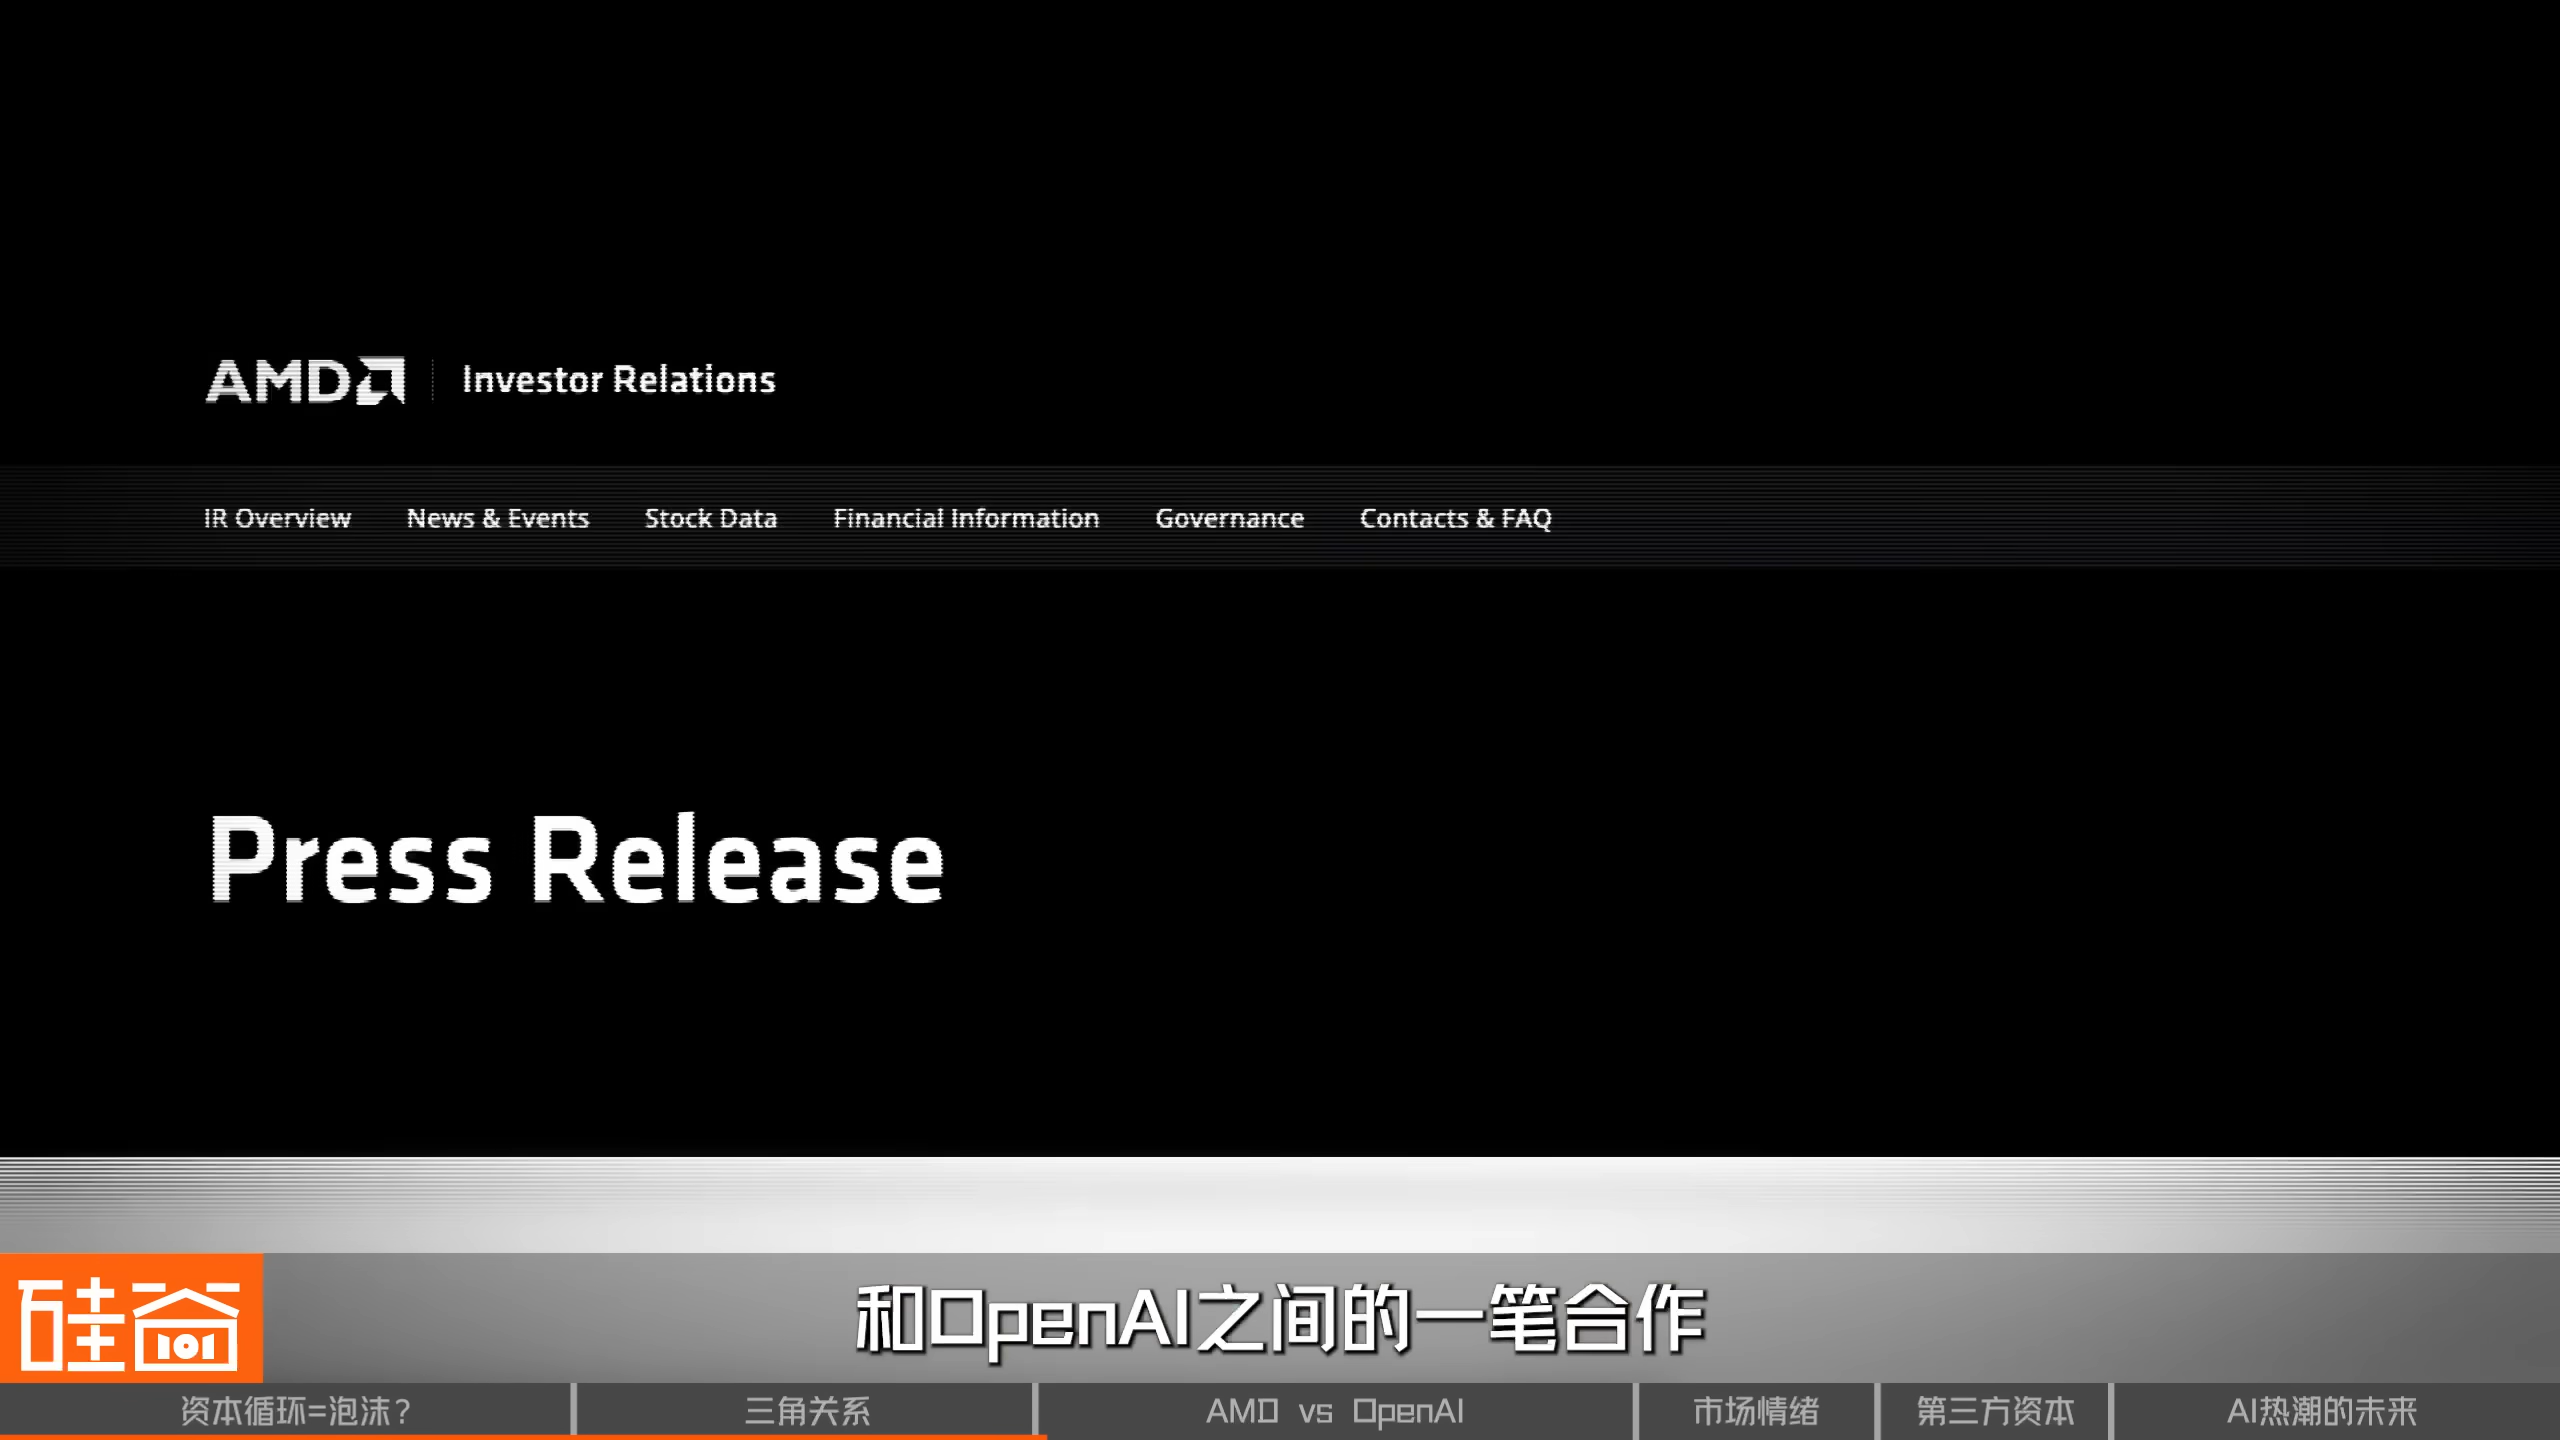 AMD
Investor Relations
IR Overview
News & Events
Stock Data
Financial Information
Governance
Contacts & FAQ
Press Release
硅谷
101
和OpenAI之间的一笔合作
资本循环=泡沫?
三角关系
AMD vs OpenAI
市场情绪
第三方资本
AI热潮的未来